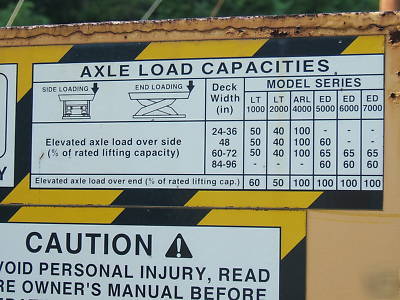 AXLE LOAD CAPACITIES
SIDE LOADING END LOADING Deck Width (in) MODEL SERIES
LT 1000 LT 2000 ARL 4000 ED 5000 ED 6000 ED 7000
24-36 50 40 100 - - -
Elevated axle load over side 48 50 40 100 60 - -
(% of rated lifting capacity) 60-72 50 40 100 65 65 65
84-96 - - - 60 60 60
Elevated axle load over end (% of rated lifting cap.) 60 50 100 100 100 100
Y
CAUTION
VOID PERSONAL INJURY, READ
RE OWNER'S MANUAL BEFORE